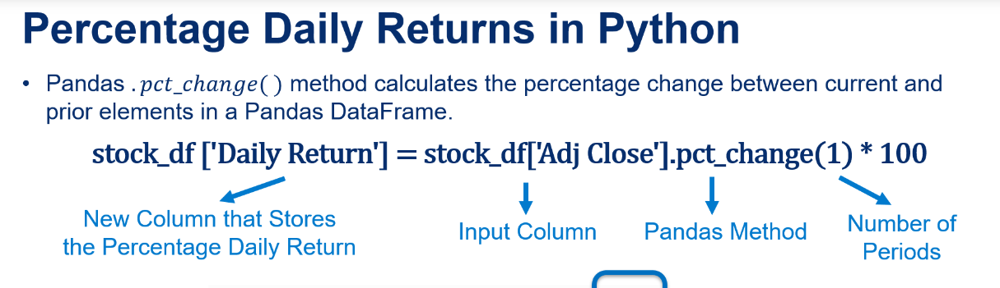 Percentage Daily Returns in Python
• Pandas .pct_change() method calculates the percentage change between current and
prior elements in a Pandas DataFrame.
stock_df ['Daily Return'] = stock_df['Adj Close'].pct_change(1) * 100
New Column that Stores
the Percentage Daily Return
Input Column
Pandas Method
Number of
Periods